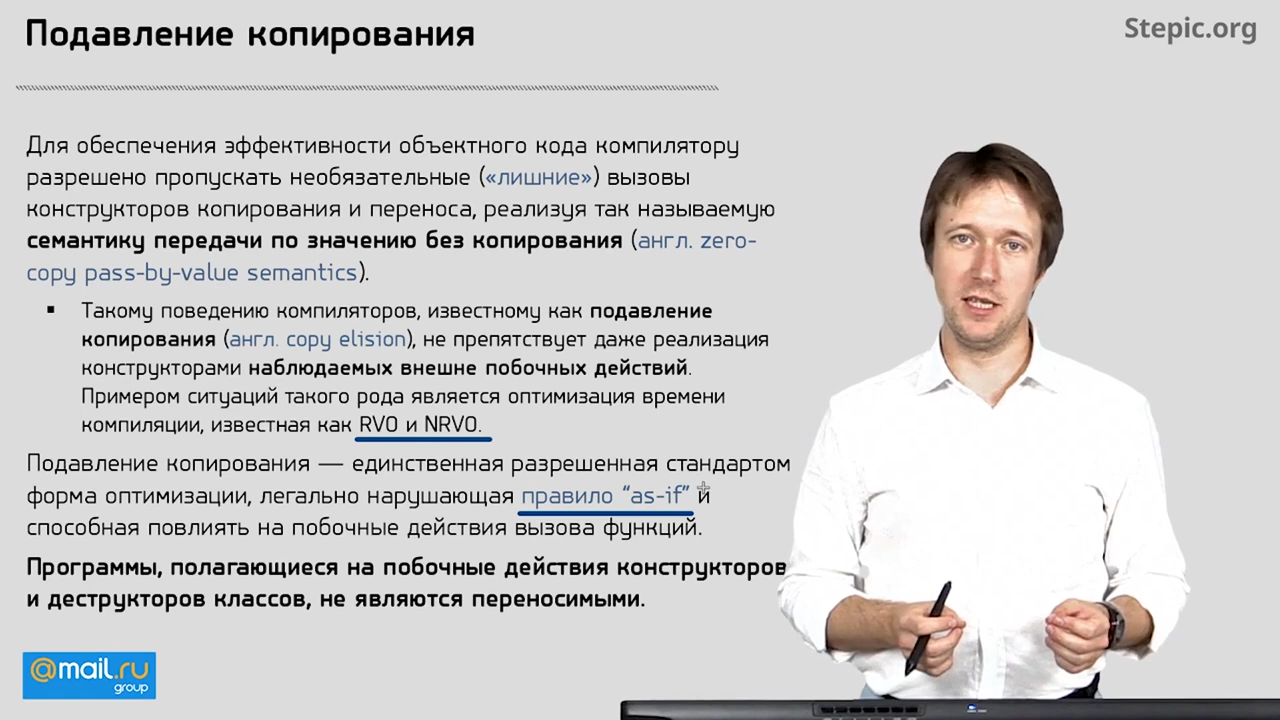 Подавление копирования
Stepic.org
Для обеспечения эффективности объектного кода компилятору
разрешено пропускать необязательные («лишние») вызовы
конструкторов копирования и переноса, реализуя так называемую
семантику передачи по значению без копирования (англ. zero-
copy pass-by-value semantics).
▪ Такому поведению компиляторов, известному как подавление
копирования (англ. copy elision), не препятствует даже реализация
конструкторами наблюдаемых внешне побочных действий.
Примером ситуаций такого рода является оптимизация времени
компиляции, известная как RVO и NRVO.
Подавление копирования — единственная разрешенная стандартом
форма оптимизации, легально нарушающая правило “as-if” и
способная повлиять на побочные действия вызова функций.
Программы, полагающиеся на побочные действия конструкторов
и деструкторов классов, не являются переносимыми.
@mail.ru
group